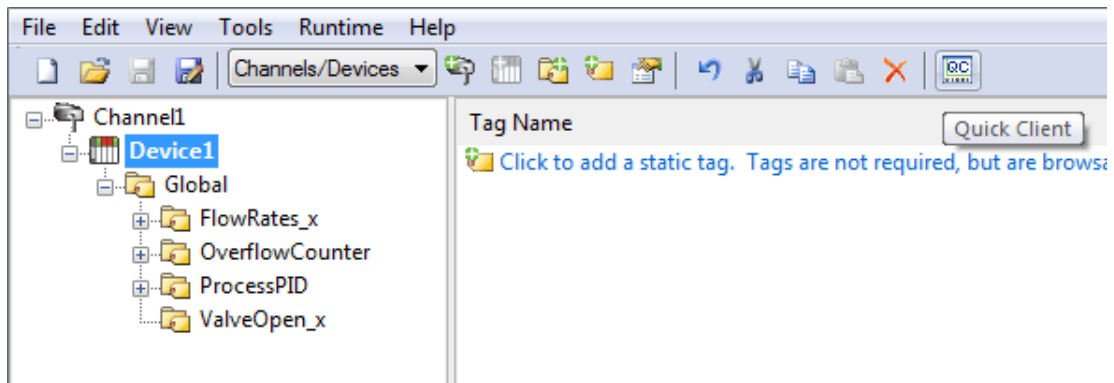 File Edit View Tools Runtime Help
Channels/Devices QC
Channel1
Device1
Global
FlowRates_x
OverflowCounter
ProcessPID
ValveOpen_x
Tag Name
Quick Client
Click to add a static tag. Tags are not required, but are browsa